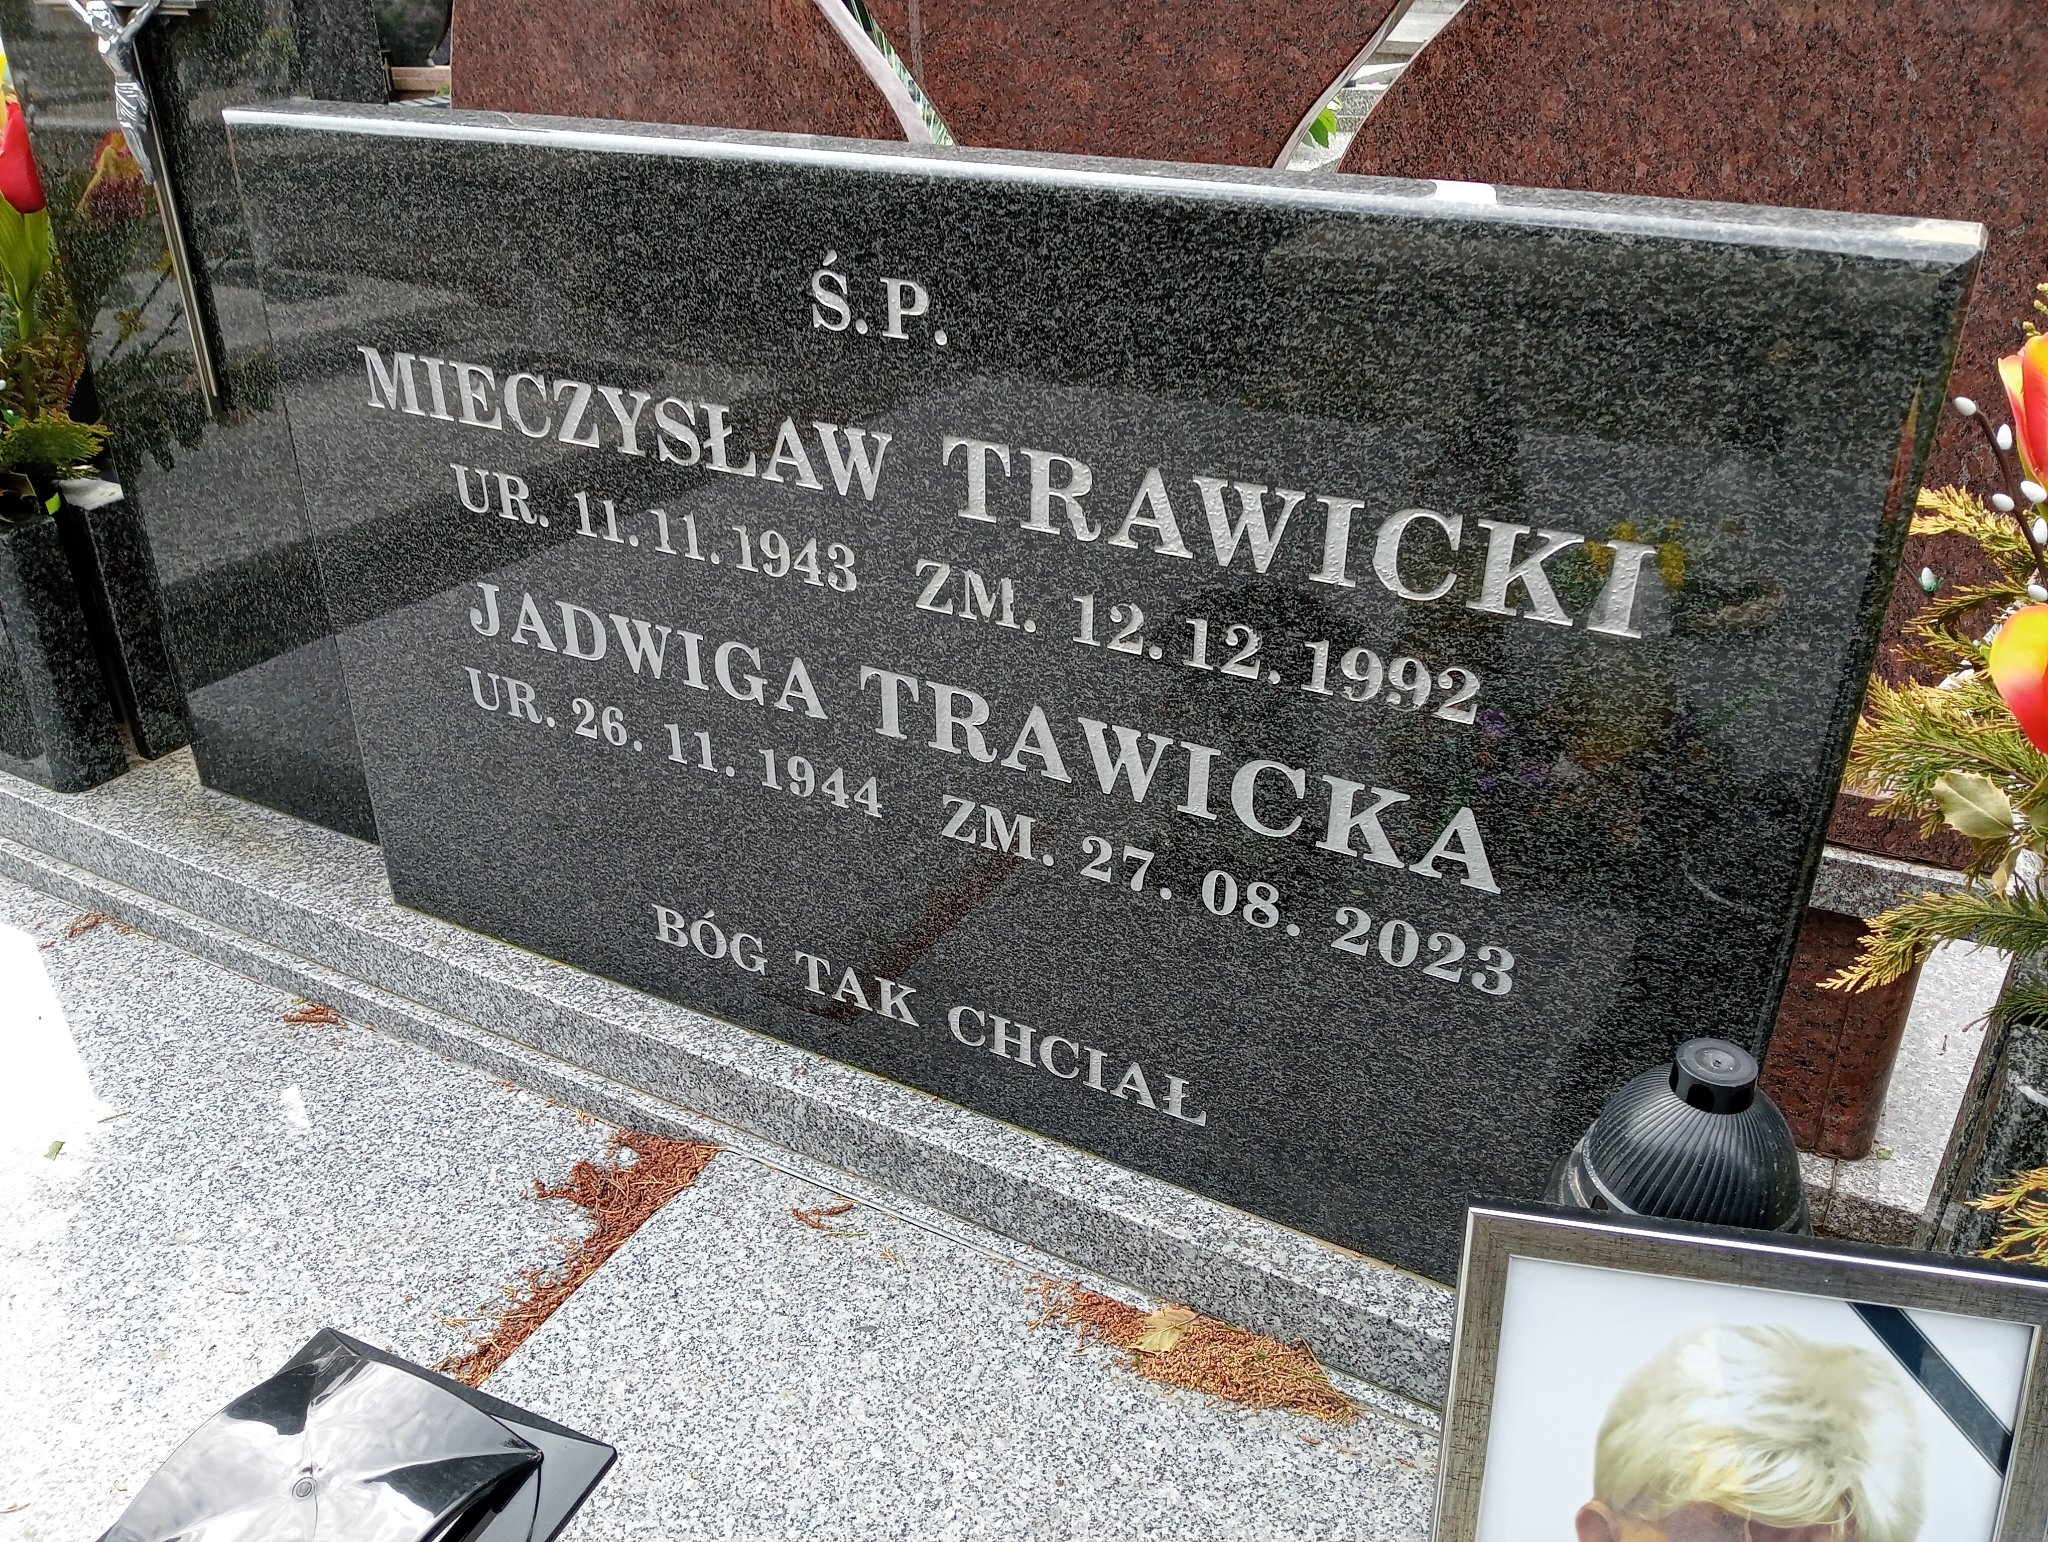 Ś.P.
MIECZYSŁAW TRAWICKI
UR. 11.11.1943 ZM. 12.12.1992
JADWIGA TRAWICKA
UR. 26.11.1944 ZM. 27.08.2023
BÓG TAK CHCIAŁ